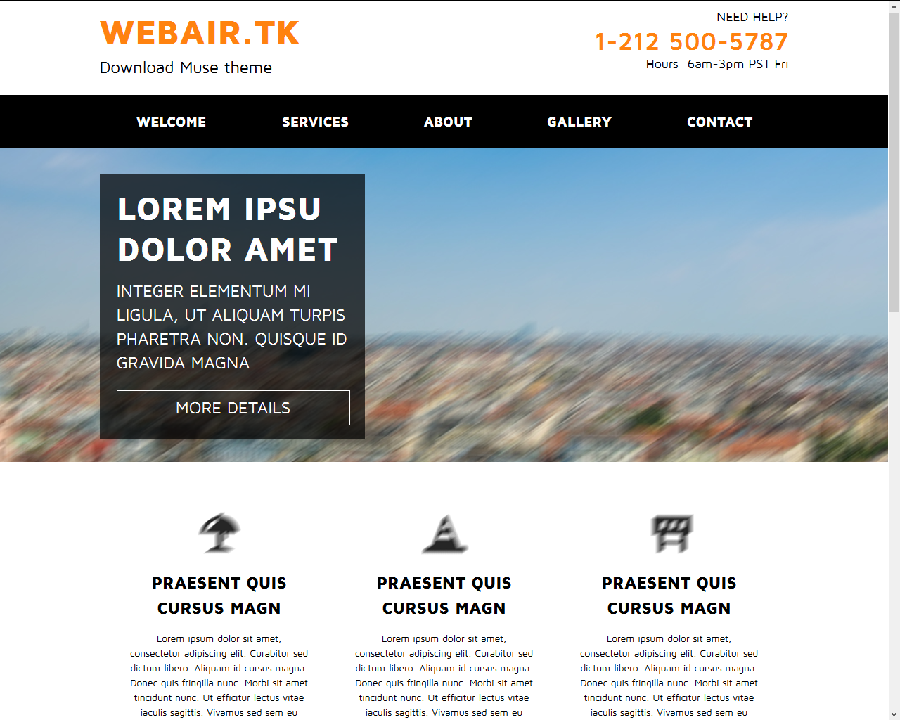 WEBAIR.TK
Download Muse theme
NEED HELP?
1-212 500-5787
Hours 6am-3pm PST Fri
WELCOME SERVICES ABOUT GALLERY CONTACT
LOREM IPSU
DOLOR AMET
INTEGER ELEMENTUM MI
LIGULA, UT ALIQUAM TURPIS
PHARETRA NON. QUISQUE ID
GRAVIDA MAGNA
MORE DETAILS
PRAESENT QUIS
CURSUS MAGN
Lorem ipsum dolor sit amet,
consectetur adipiscing elit. Curabitur sed
dictum libero. Aliquam id cursus magna.
Donec quis fringilla nunc. Morbi sit amet
tincidunt nunc. Ut efficitur lectus vitae
iaculis sagittis. Vivamus sed sem eu
PRAESENT QUIS
CURSUS MAGN
Lorem ipsum dolor sit amet,
consectetur adipiscing elit. Curabitur sed
dictum libero. Aliquam id cursus magna.
Donec quis fringilla nunc. Morbi sit amet
tincidunt nunc. Ut efficitur lectus vitae
iaculis sagittis. Vivamus sed sem eu
PRAESENT QUIS
CURSUS MAGN
Lorem ipsum dolor sit amet,
consectetur adipiscing elit. Curabitur sed
dictum libero. Aliquam id cursus magna.
Donec quis fringilla nunc. Morbi sit amet
tincidunt nunc. Ut efficitur lectus vitae
iaculis sagittis. Vivamus sed sem eu